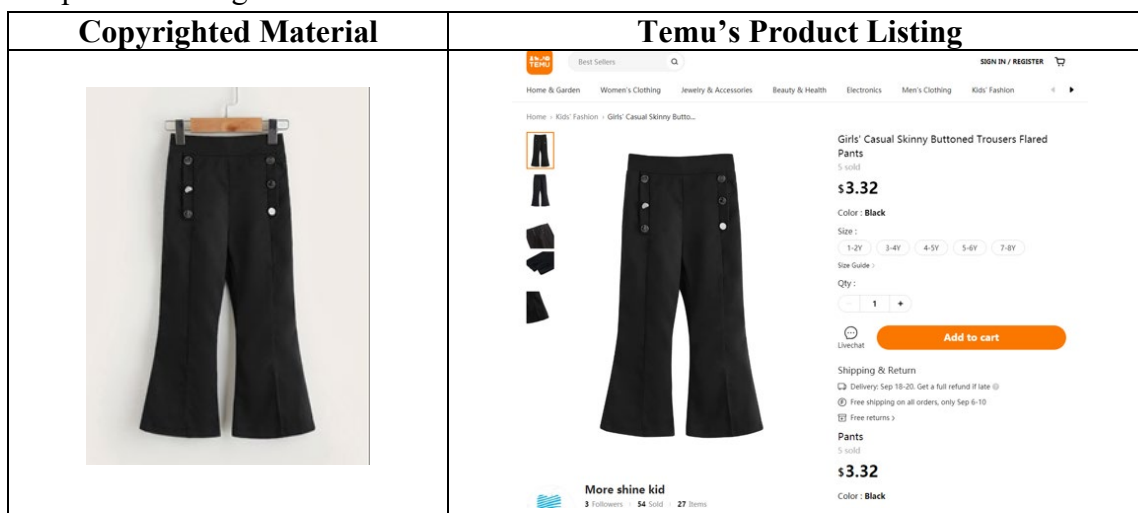 Copyrighted Material
Temu's Product Listing
TEMU
Best Sellers
SIGN IN / REGISTER
Home & Garden Women's Clothing Jewelry & Accessories Beauty & Health Electronics Men's Clothing Kids' Fashion
Home > Kids' Fashion > Girls' Casual Skinny Butto...
Girls' Casual Skinny Buttoned Trousers Flared
Pants
5 sold
$3.32
Color : Black
Size :
1-2Y 3-4Y 4-5Y 5-6Y 7-8Y
Size Guide >
Qty :
- 1 +
Livechat
Add to cart
Shipping & Return
Delivery: Sep 18-20. Get a full refund if late
Free shipping on all orders, only Sep 6-10
Free returns >
Pants
5 sold
$3.32
Color : Black
More shine kid
3 Followers 54 Sold 27 Items